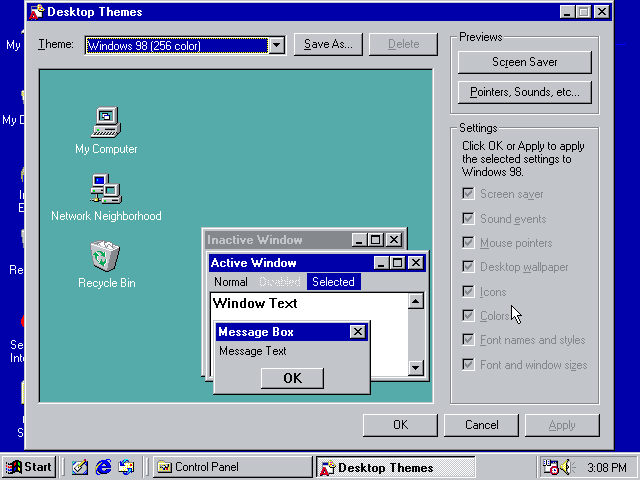 Desktop Themes
Theme:
Windows 98 (256 color)
Save As...
Delete
Previews
Screen Saver
Pointers, Sounds, etc...
My Computer
Network Neighborhood
Recycle Bin
Inactive Window
Active Window
Normal Disabled Selected
Window Text
Message Box
Message Text
OK
Settings
Click OK or Apply to apply
the selected settings to
Windows 98.
Screen saver
Sound events
Mouse pointers
Desktop wallpaper
Icons
Colors
Font names and styles
Font and window sizes
OK
Cancel
Apply
My
My D
Ne
Re
Se
Inte
Start
Control Panel
Desktop Themes
3:08 PM